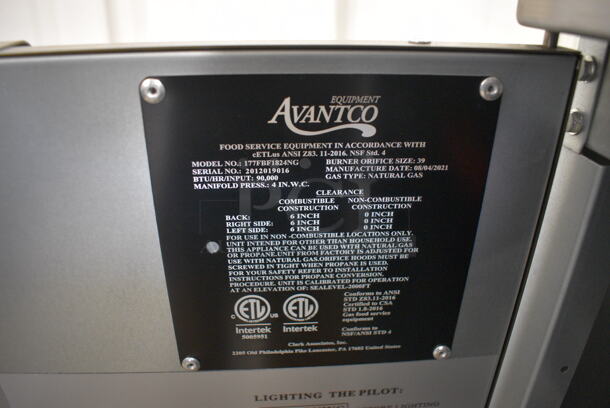 EQUIPMENT
AVANTCO
FOOD SERVICE EQUIPMENT IN ACCORDANCE WITH
cETLus ANSI Z83. 11-2016. NSF Std. 4
MODEL NO.: 177FBF1824NG BURNER ORIFICE SIZE: 39
SERIAL NO.: 2012019016 MANUFACTURE DATE: 08/04/2021
BTU/HR/INPUT: 90,000 GAS TYPE: NATURAL GAS
MANIFOLD PRESS.: 4 IN.W.C.
CLEARANCE
COMBUSTIBLE NON-COMBUSTIBLE
CONSTRUCTION CONSTRUCTION
BACK: 6 INCH 0 INCH
RIGHT SIDE: 6 INCH 0 INCH
LEFT SIDE: 6 INCH 0 INCH
FOR USE IN NON -COMBUSTIBLE LOCATIONS ONLY.
UNIT INTENED FOR OTHER THAN HOUSEHOLD USE.
THIS APPLIANCE CAN BE USED WITH NATURAL GAS
OR PROPANE.UNIT FROM FACTORY IS ADJUSTED FOR
USE WITH NATURAL GAS.ORIFICE HOODS MUST BE
SCREWED IN TIGHT WHEN PROPANE IS USED.
FOR YOUR SAFETY REFER TO INSTALLATION
INSTRUCTIONS FOR PROPANE CONVERSION.
PROCEDURE. UNIT IS CALIBRATED FOR OPERATION
AT AN ELEVATION OF: SEALEVEL-2000FT
C ETL US ETL
Intertek Intertek
5005951
Conforms to ANSI
STD Z83.11-2016
Certified to CSA
STD 1.8-2016
Gas food service
equipment
Conforms to
NSF/ANSI STD 4
Clark Associates, Inc.
2205 Old Philadelphia Pike Lancaster, PA 17602 United States
LIGHTING THE PILOT: